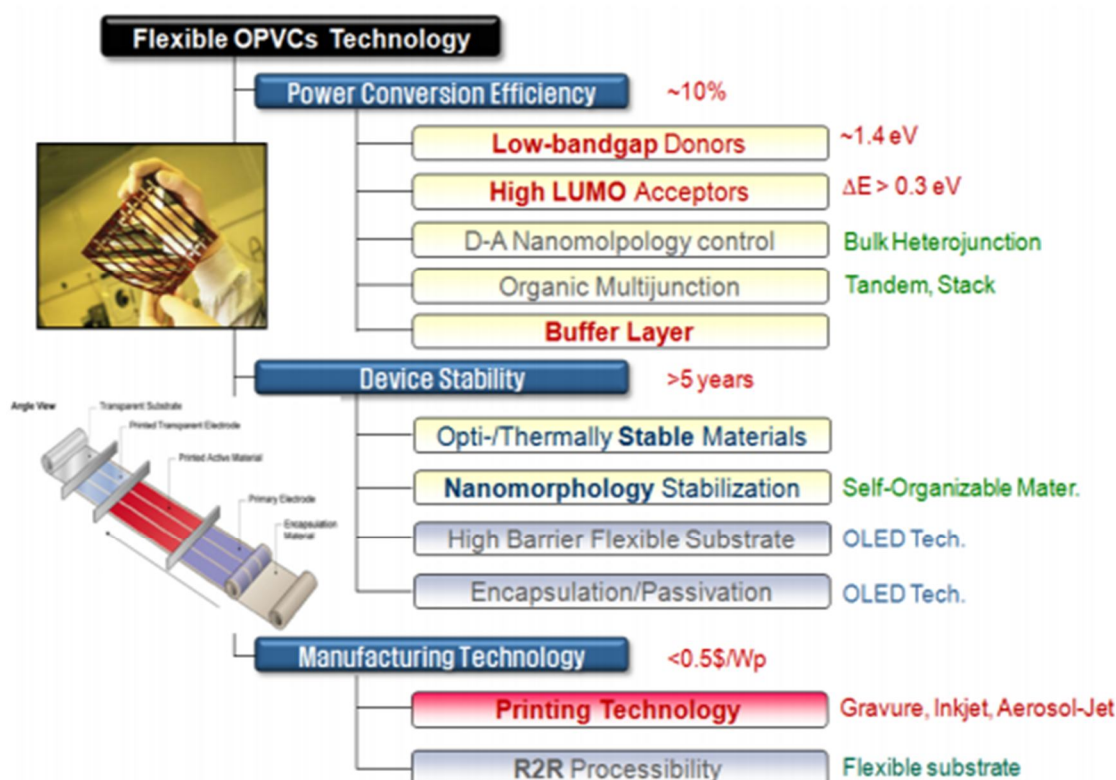 Flexible OPVCs Technology
Power Conversion Efficiency
~10%
Low-bandgap Donors
~1.4 eV
High LUMO Acceptors
ΔE > 0.3 eV
D-A Nanomolpology control
Bulk Heterojunction
Organic Multijunction
Tandem, Stack
Buffer Layer
Device Stability
>5 years
Angle View
Transparent Substrate
Printed Transparent Electrode
Printed Active Material
Primary Electrode
Encapsulation
Material
Opti-/Thermally Stable Materials
Nanomorphology Stabilization
Self-Organizable Mater.
High Barrier Flexible Substrate
OLED Tech.
Encapsulation/Passivation
OLED Tech.
Manufacturing Technology
<0.5$/Wp
Printing Technology
Gravure, Inkjet, Aerosol-Jet
R2R Processibility
Flexible substrate